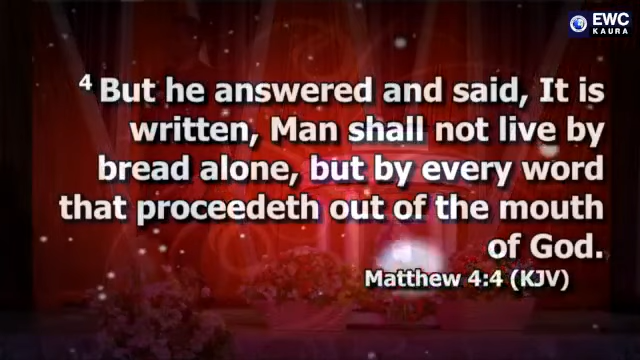 EWC
KAURA
4 But he answered and said, It is
written, Man shall not live by
bread alone, but by every word
that proceedeth out of the mouth
of God.
Matthew 4:4 (KJV)